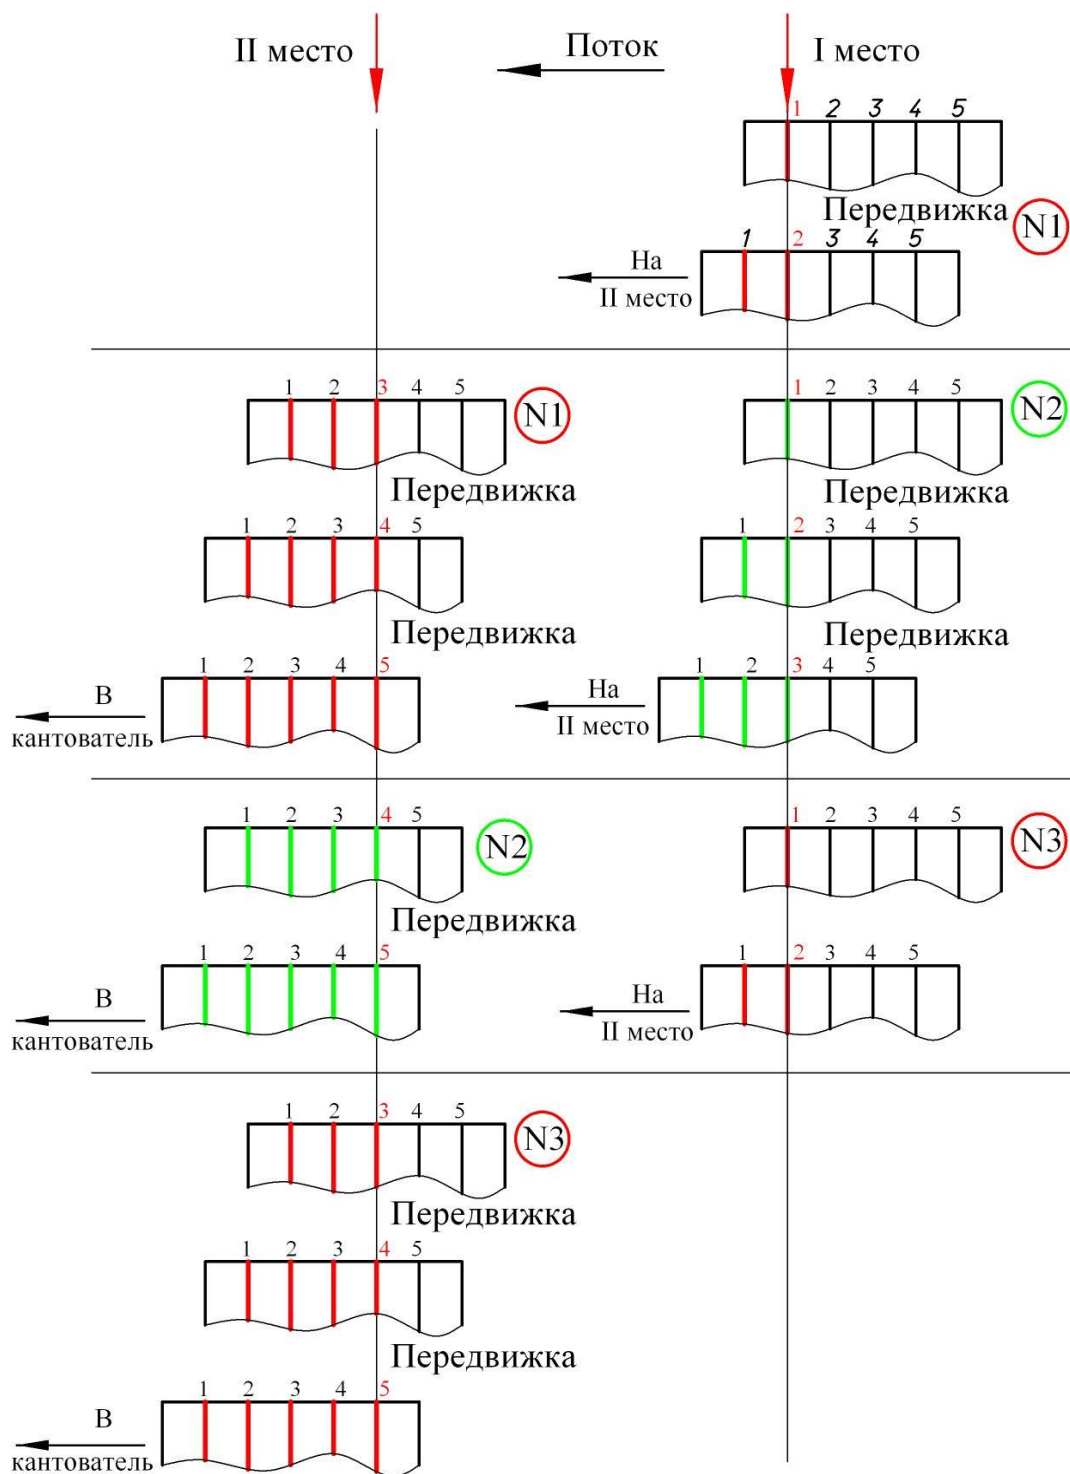 II место
Поток
I место
1 2 3 4 5
Передвижка
N1
1 2 3 4 5
На
II место
1 2 3 4 5
N1
1 2 3 4 5
N2
Передвижка
Передвижка
1 2 3 4 5
1 2 3 4 5
Передвижка
Передвижка
1 2 3 4 5
1 2 3 4 5
В
кантователь
На
II место
1 2 3 4 5
N2
1 2 3 4 5
N3
Передвижка
1 2 3 4 5
1 2 3 4 5
В
кантователь
На
II место
1 2 3 4 5
N3
Передвижка
1 2 3 4 5
Передвижка
1 2 3 4 5
В
кантователь